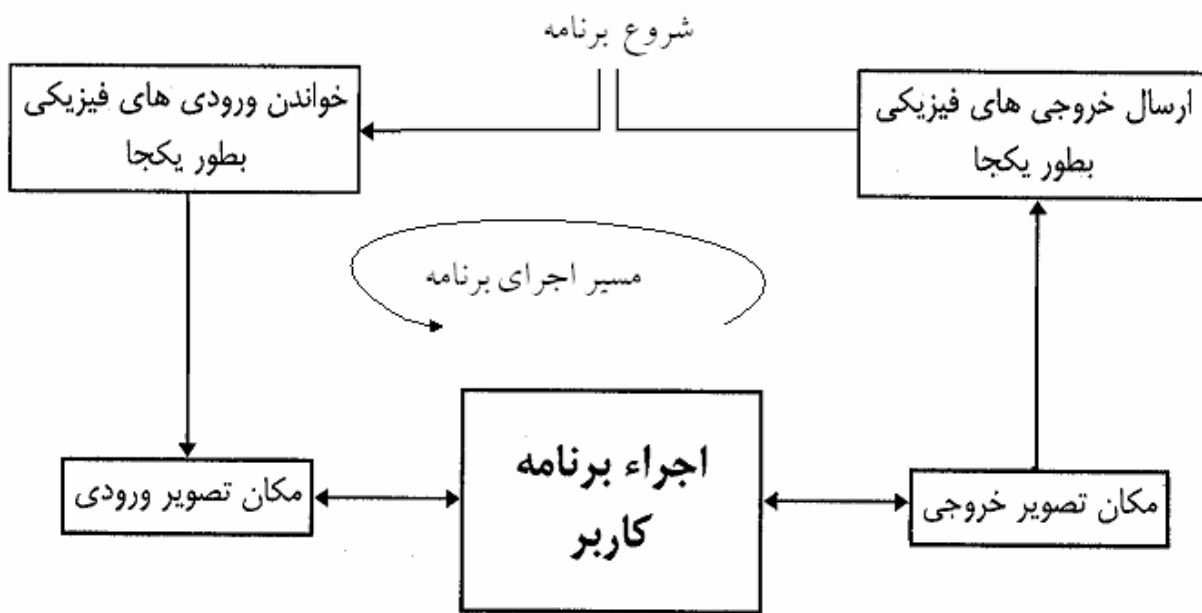 شروع برنامه
ارسال خروجی های فیزیکی
بطور یکجا
خواندن ورودی های فیزیکی
بطور یکجا
مسیر اجرای برنامه
اجراء برنامه
کاربر
مکان تصویر خروجی
مکان تصویر ورودی